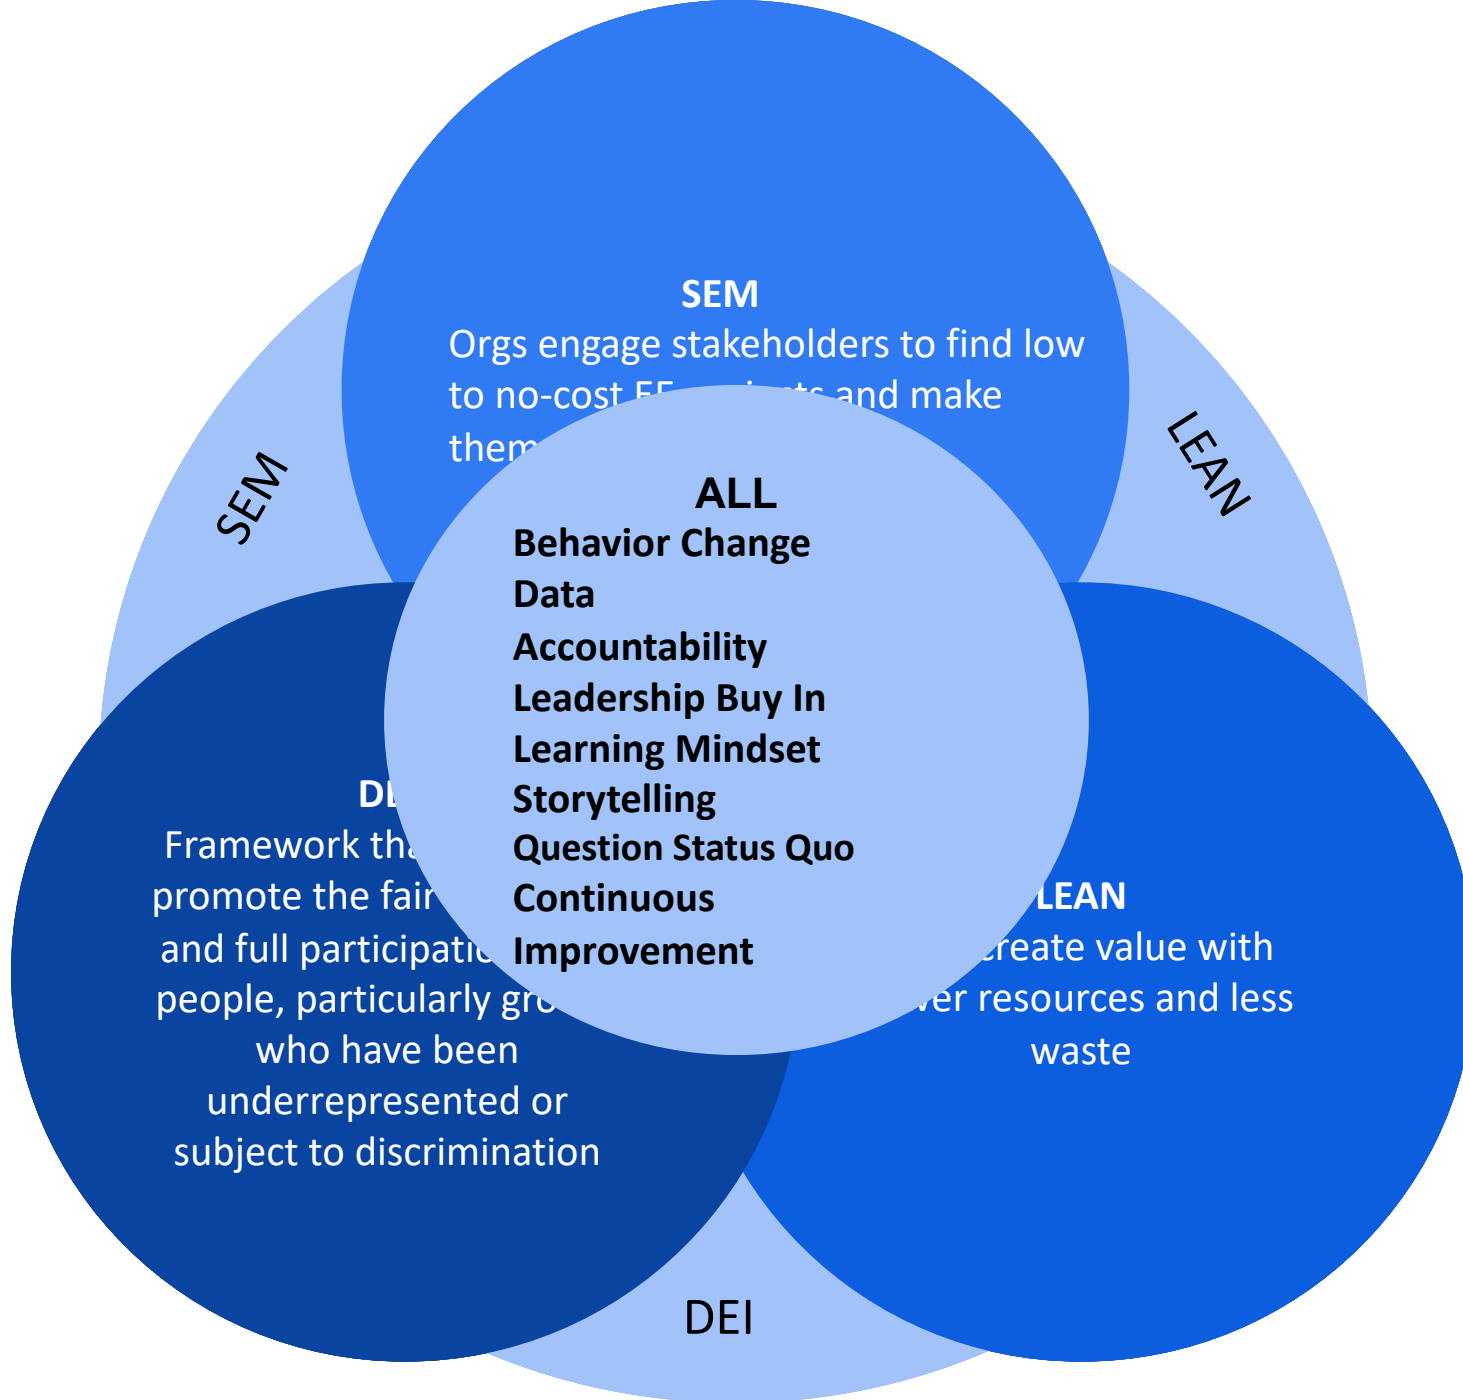 SEM
Orgs engage stakeholders to find low
to no-cost and make
SEM
LEAN
ALL
Behavior Change
Data
Accountability
Leadership Buy In
Learning Mindset
Storytelling
Question Status Quo
Continuous
Improvement
Framework
promote the fair
and full
people, particularly
who have been
underrepresented or
subject to discrimination
LEAN
create value with
resources and less
waste
DEI